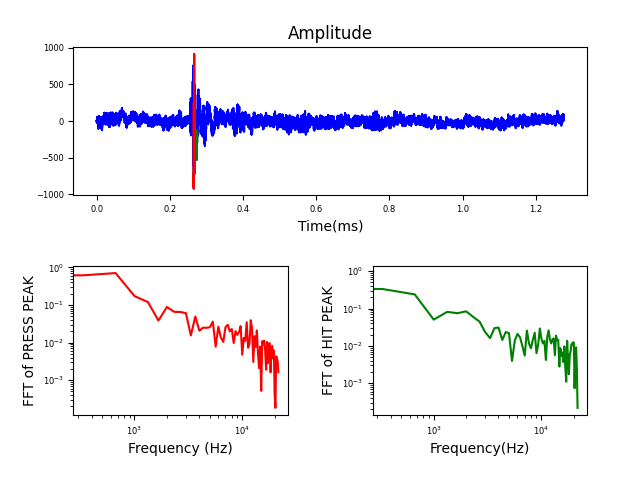 Amplitude
1000
500
0
−500
−1000
0.0 0.2 0.4 0.6 0.8 1.0 1.2
Time(ms)
FFT of PRESS PEAK
10⁰
10⁻¹
10⁻²
10⁻³
10³ 10⁴
Frequency (Hz)
FFT of HIT PEAK
10⁰
10⁻¹
10⁻²
10⁻³
10³ 10⁴
Frequency(Hz)